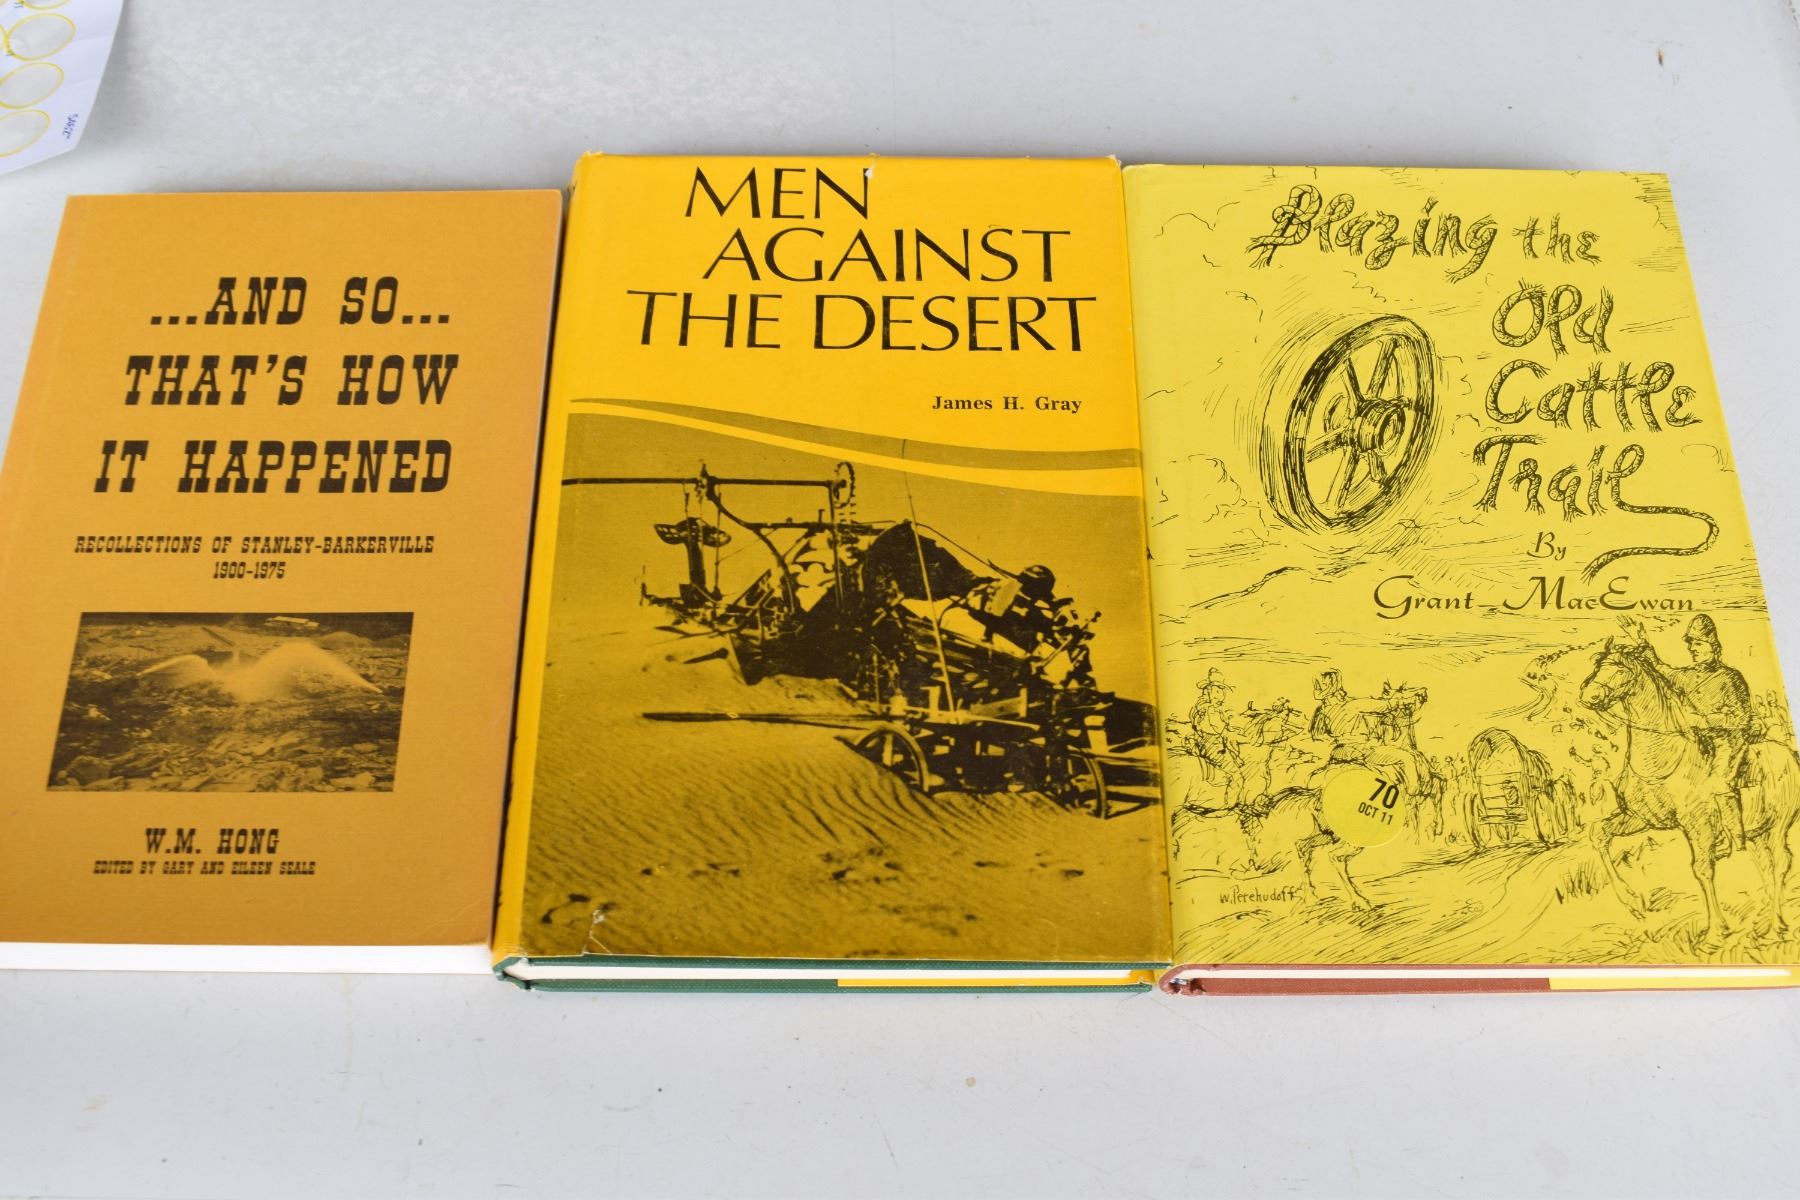 ...AND SO...
THAT'S HOW
IT HAPPENED
RECOLLECTIONS OF STANLEY-BARKERVILLE
1900-1975
W.M. HONG
EDITED BY GARY AND EILEEN SEALE
MEN
AGAINST
THE DESERT
James H. Gray
Blazing the
Old
Cattle
Trail
By
Grant MacEwan
70
OCT 11
W. Perehudoff